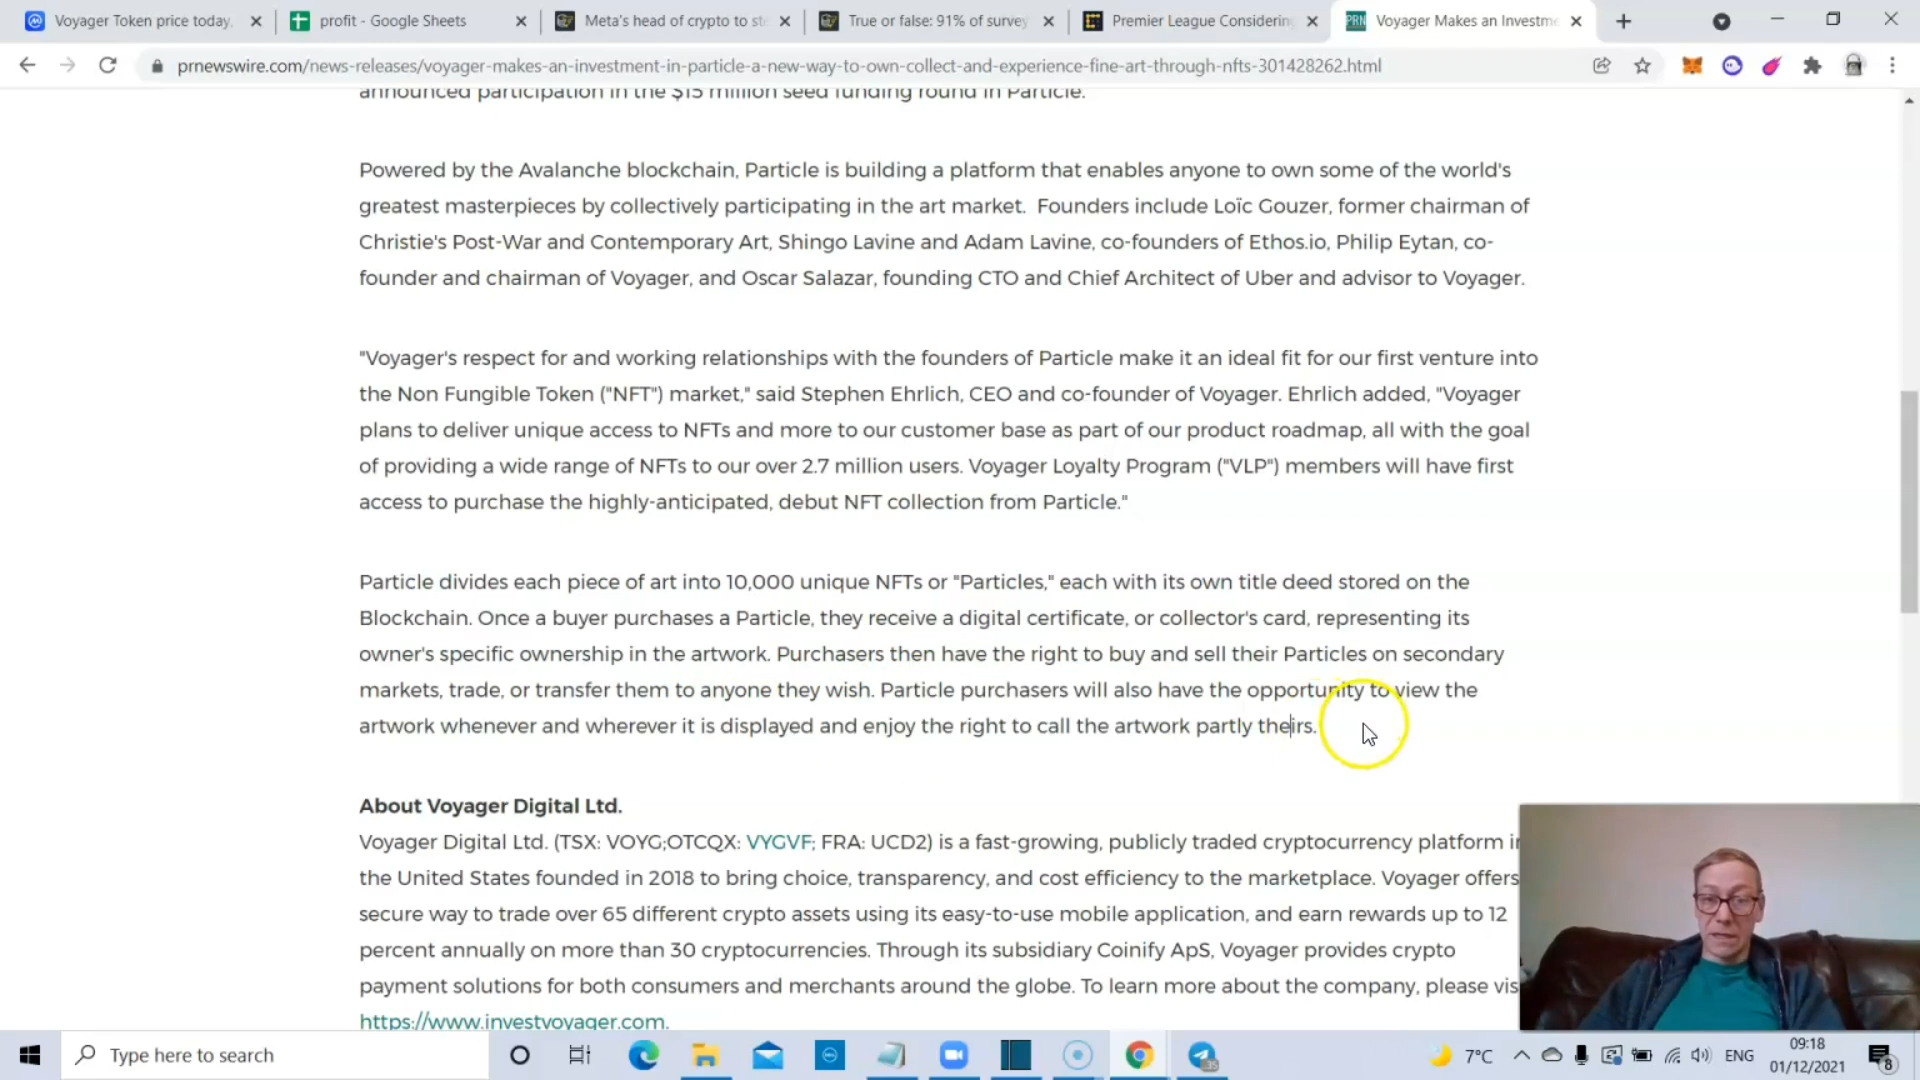 Voyager Token price today,
profit - Google Sheets
Meta's head of crypto to ste
True or false: 91% of survey
Premier League Considering
PRN
Voyager Makes an Investme
prnewswire.com/news-releases/voyager-makes-an-investment-in-particle-a-new-way-to-own-collect-and-experience-fine-art-through-nfts-301428262.html
announced participation in the $15 million seed funding round in Particle.
Powered by the Avalanche blockchain, Particle is building a platform that enables anyone to own some of the world's
greatest masterpieces by collectively participating in the art market. Founders include Loïc Gouzer, former chairman of
Christie's Post-War and Contemporary Art, Shingo Lavine and Adam Lavine, co-founders of Ethos.io, Philip Eytan, co-
founder and chairman of Voyager, and Oscar Salazar, founding CTO and Chief Architect of Uber and advisor to Voyager.
"Voyager's respect for and working relationships with the founders of Particle make it an ideal fit for our first venture into
the Non Fungible Token ("NFT") market," said Stephen Ehrlich, CEO and co-founder of Voyager. Ehrlich added, "Voyager
plans to deliver unique access to NFTs and more to our customer base as part of our product roadmap, all with the goal
of providing a wide range of NFTs to our over 2.7 million users. Voyager Loyalty Program ("VLP") members will have first
access to purchase the highly-anticipated, debut NFT collection from Particle."
Particle divides each piece of art into 10,000 unique NFTs or "Particles," each with its own title deed stored on the
Blockchain. Once a buyer purchases a Particle, they receive a digital certificate, or collector's card, representing its
owner's specific ownership in the artwork. Purchasers then have the right to buy and sell their Particles on secondary
markets, trade, or transfer them to anyone they wish. Particle purchasers will also have the opportunity to view the
artwork whenever and wherever it is displayed and enjoy the right to call the artwork partly theirs.
About Voyager Digital Ltd.
Voyager Digital Ltd. (TSX: VOYG;OTCQX: VYGVF; FRA: UCD2) is a fast-growing, publicly traded cryptocurrency platform in
the United States founded in 2018 to bring choice, transparency, and cost efficiency to the marketplace. Voyager offers
secure way to trade over 65 different crypto assets using its easy-to-use mobile application, and earn rewards up to 12
percent annually on more than 30 cryptocurrencies. Through its subsidiary Coinify ApS, Voyager provides crypto
payment solutions for both consumers and merchants around the globe. To learn more about the company, please vis
https://www.investvoyager.com.
Type here to search
7°C
ENG
09:18
01/12/2021
8